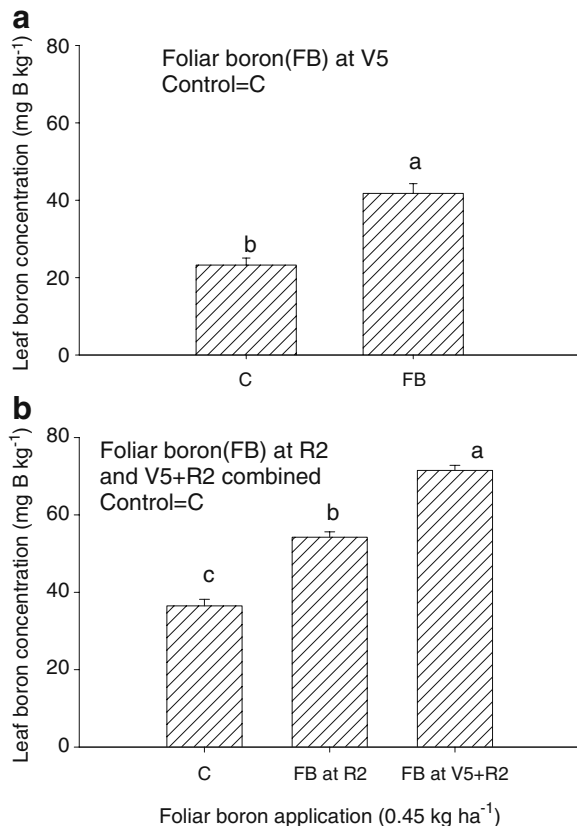 a
80
60
40
20
0
Leaf boron concentration (mg B kg⁻¹)
Foliar boron(FB) at V5
Control=C
b
a
C
FB
b
80
60
40
20
0
Leaf boron concentration (mg B kg⁻¹)
Foliar boron(FB) at R2
and V5+R2 combined
Control=C
c
b
a
C
FB at R2
FB at V5+R2
Foliar boron application (0.45 kg ha⁻¹)